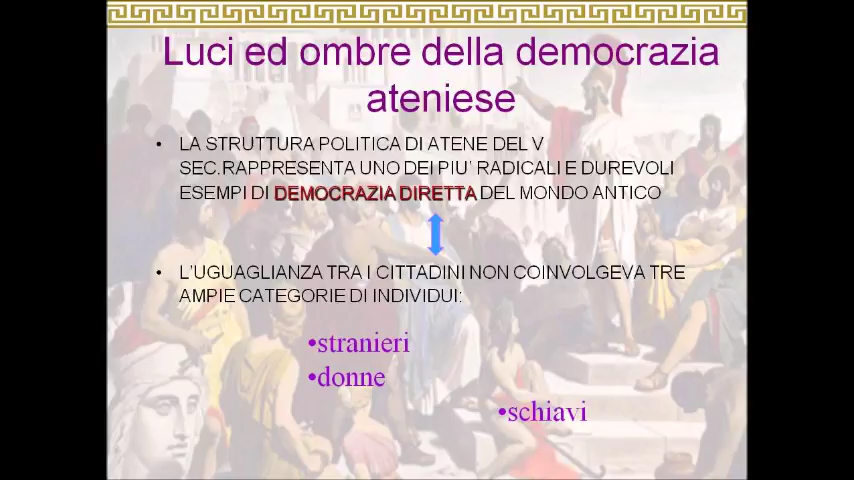 Luci ed ombre della democrazia
ateniese
• LA STRUTTURA POLITICA DI ATENE DEL V
SEC.RAPPRESENTA UNO DEI PIU' RADICALI E DUREVOLI
ESEMPI DI DEMOCRAZIA DIRETTA DEL MONDO ANTICO
• L'UGUAGLIANZA TRA I CITTADINI NON COINVOLGEVA TRE
AMPIE CATEGORIE DI INDIVIDUI:
•stranieri
•donne
•schiavi